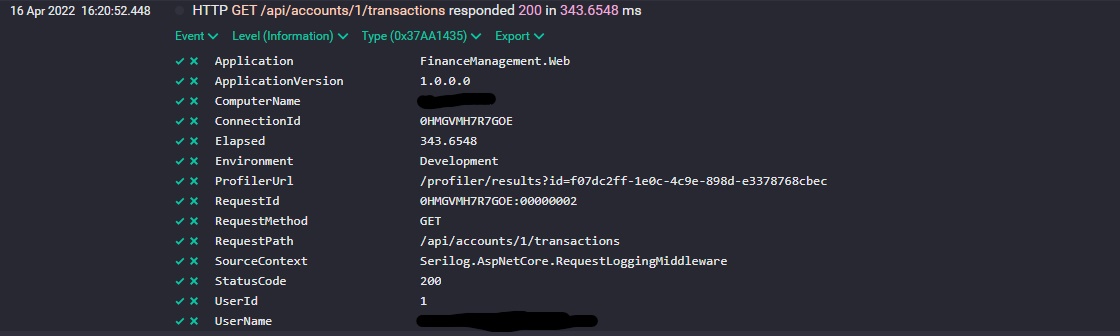 16 Apr 2022 16:20:52.448 HTTP GET /api/accounts/1/transactions responded 200 in 343.6548 ms
Event Level (Information) Type (0x37AA1435) Export
Application FinanceManagement.Web
ApplicationVersion 1.0.0.0
ComputerName
ConnectionId 0HMGVMH7R7GOE
Elapsed 343.6548
Environment Development
ProfilerUrl /profiler/results?id=f07dc2ff-1e0c-4c9e-898d-e3378768cbec
RequestId 0HMGVMH7R7GOE:00000002
RequestMethod GET
RequestPath /api/accounts/1/transactions
SourceContext Serilog.AspNetCore.RequestLoggingMiddleware
StatusCode 200
UserId 1
UserName